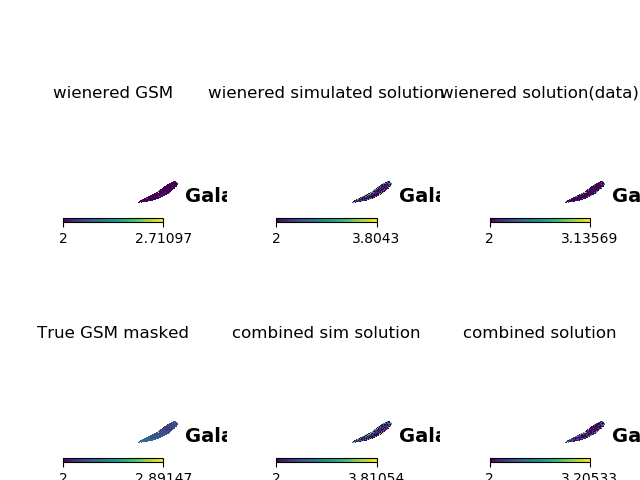 wienered GSM
wienered simulated solution
wienered solution(data)
Gala
Gala
Ga
2 2.71097
2 3.8043
2 3.13569
True GSM masked
combined sim solution
combined solution
Gala
Gala
Ga
2 2.89147
2 3.81054
2 3.20533